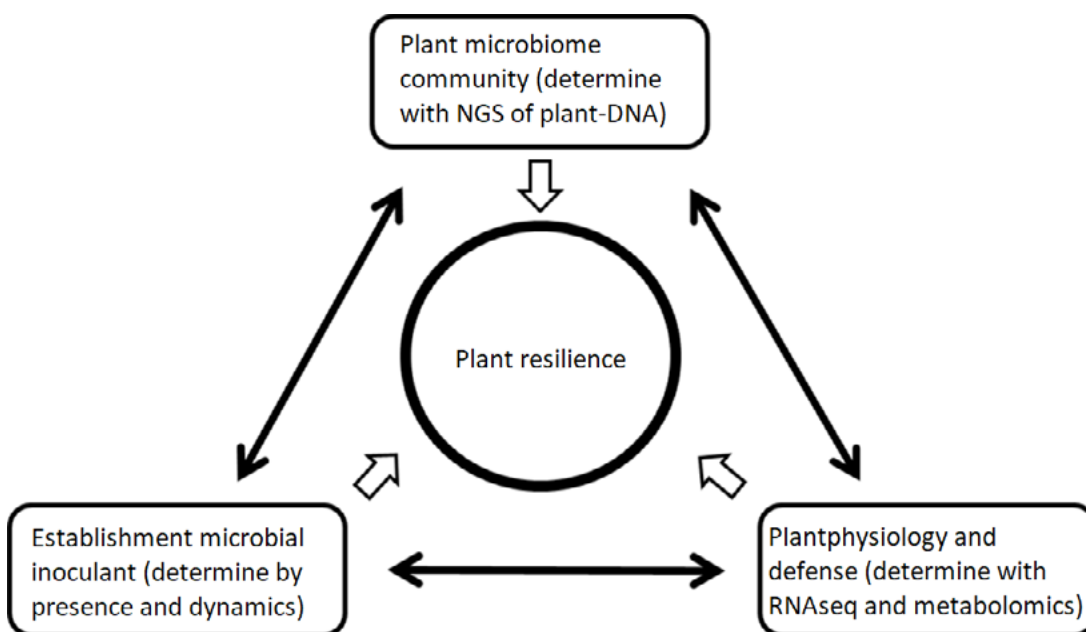 Plant microbiome
community (determine
with NGS of plant-DNA)
Plant resilience
Establishment microbial
inoculant (determine by
presence and dynamics)
Plantphysiology and
defense (determine with
RNAseq and metabolomics)